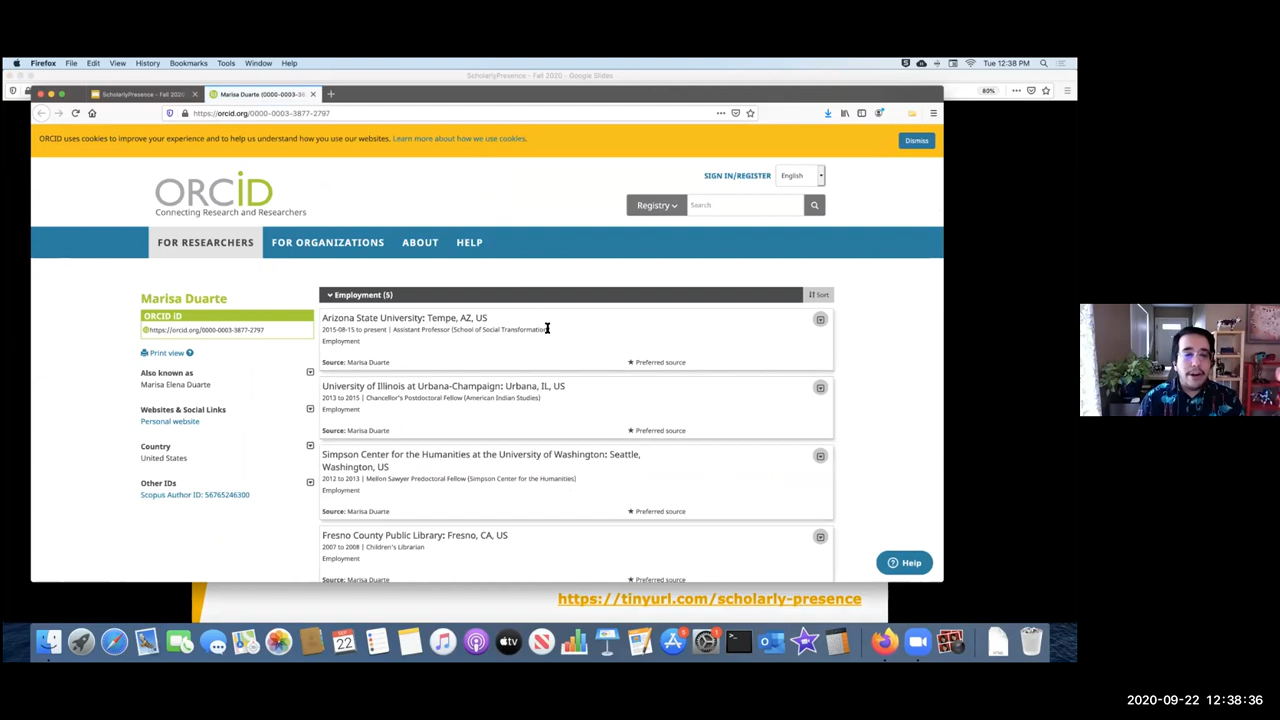 Firefox File Edit View History Bookmarks Tools Window Help Tue 12:38 PM
ScholarlyPresence - Fall 2020 - Google Slides
ScholarlyPresence - Fall 2020 Marisa Duarte (0000-0003-38
80%
https://orcid.org/0000-0003-3877-2797
ORCID uses cookies to improve your experience and to help us understand how you use our websites. Learn more about how we use cookies. Dismiss
SIGN IN/REGISTER English
ORCiD
Connecting Research and Researchers
Registry Search
FOR RESEARCHERS FOR ORGANIZATIONS ABOUT HELP
Marisa Duarte
ORCID iD
iD https://orcid.org/0000-0003-3877-2797
Print view ?
Also known as
Marisa Elena Duarte
Websites & Social Links
Personal website
Country
United States
Other IDs
Scopus Author ID: 56765246300
Employment (5) Sort
Arizona State University: Tempe, AZ, US
2015-08-15 to present | Assistant Professor (School of Social Transformation)
Employment
Source: Marisa Duarte ★ Preferred source
University of Illinois at Urbana-Champaign: Urbana, IL, US
2013 to 2015 | Chancellor's Postdoctoral Fellow (American Indian Studies)
Employment
Source: Marisa Duarte ★ Preferred source
Simpson Center for the Humanities at the University of Washington: Seattle,
Washington, US
2012 to 2013 | Mellon Sawyer Predoctoral Fellow (Simpson Center for the Humanities)
Employment
Source: Marisa Duarte ★ Preferred source
Fresno County Public Library: Fresno, CA, US
2007 to 2008 | Children's Librarian
Employment
Source: Marisa Duarte ★ Preferred source
? Help
https://tinyurl.com/scholarly-presence
SEP
22
tv
2020-09-22 12:38:36